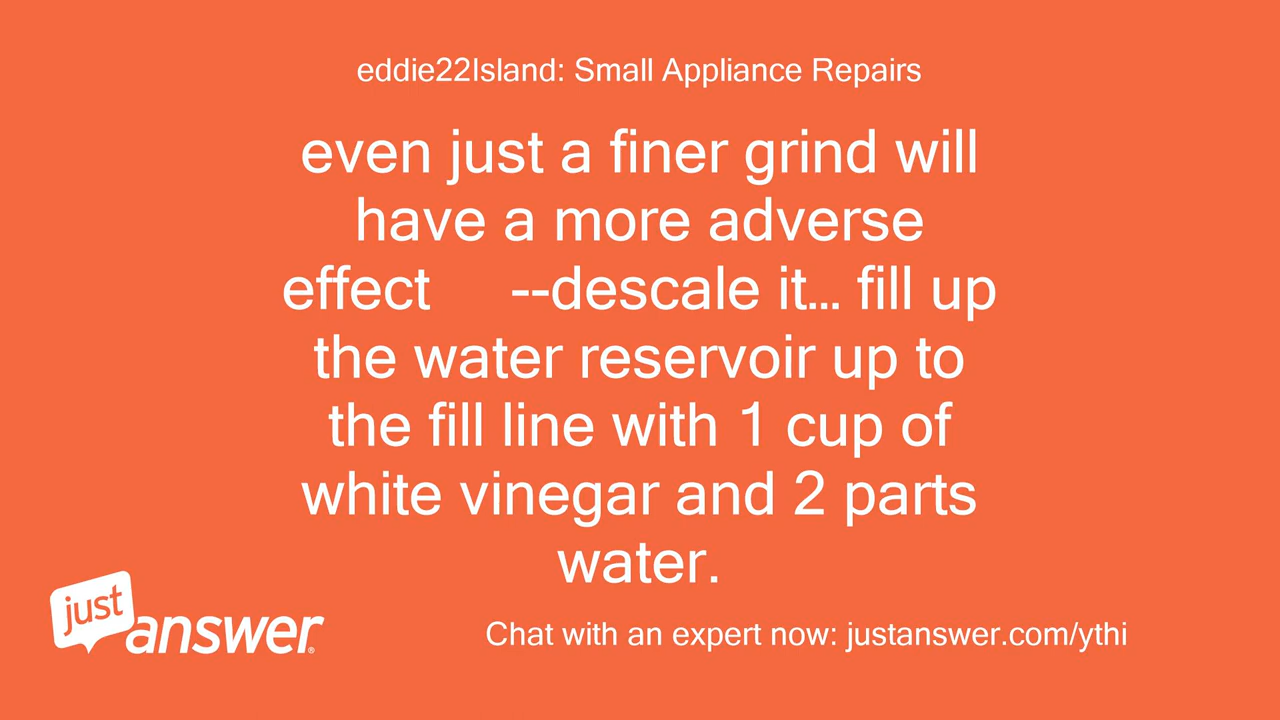 eddie22Island: Small Appliance Repairs
even just a finer grind will
have a more adverse
effect     --descale it... fill up
the water reservoir up to
the fill line with 1 cup of
white vinegar and 2 parts
water.
just
answer®
Chat with an expert now: justanswer.com/ythi